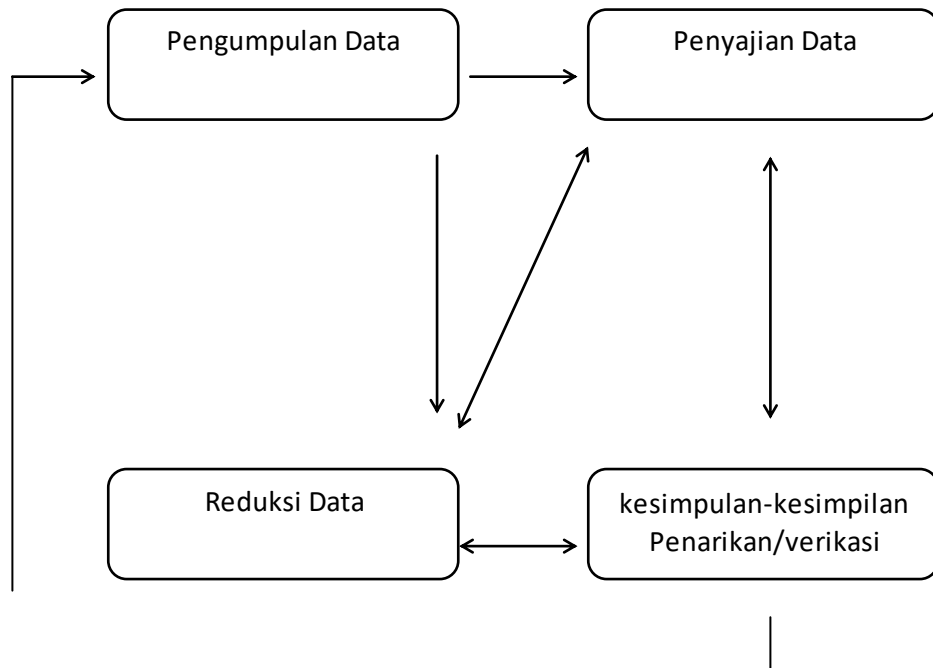 Pengumpulan Data
Penyajian Data
Reduksi Data
kesimpulan-kesimpilan
Penarikan/verikasi